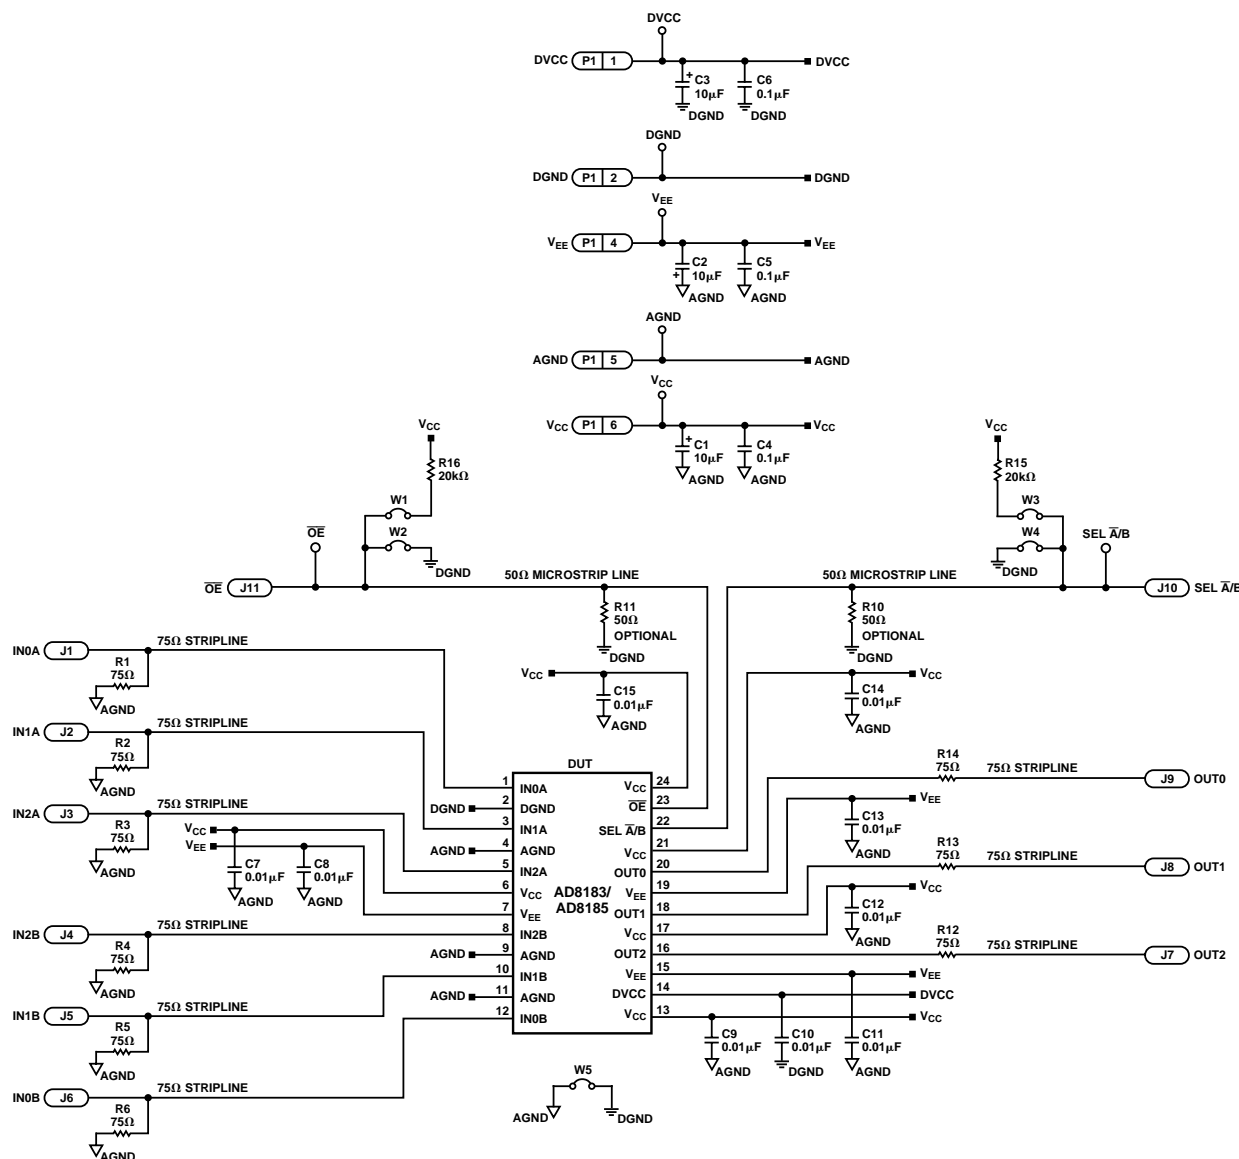 DVCC
DVCC P1 1 DVCC
+ C3 10μF DGND
C6 0.1μF DGND
DGND
DGND P1 2 DGND
VEE
VEE P1 4 VEE
+ C2 10μF AGND
C5 0.1μF AGND
AGND
AGND P1 5 AGND
VCC
VCC P1 6 VCC
+ C1 10μF AGND
C4 0.1μF AGND
VCC
R16 20kΩ
W1
W2
DGND
O̅E̅
O̅E̅ J11
50Ω MICROSTRIP LINE
R11 50Ω OPTIONAL
DGND
VCC
R15 20kΩ
W3
W4
DGND
SEL A̅/B
50Ω MICROSTRIP LINE
J10 SEL A̅/B
R10 50Ω OPTIONAL
DGND
VCC
C15 0.01μF
AGND
VCC
C14 0.01μF
AGND
IN0A J1 75Ω STRIPLINE
R1 75Ω
AGND
IN1A J2 75Ω STRIPLINE
R2 75Ω
AGND
IN2A J3 75Ω STRIPLINE
R3 75Ω
AGND
VCC
VEE
C7 0.01μF
AGND
C8 0.01μF
AGND
IN2B J4 75Ω STRIPLINE
R4 75Ω
AGND
IN1B J5 75Ω STRIPLINE
R5 75Ω
AGND
IN0B J6 75Ω STRIPLINE
R6 75Ω
AGND
DUT
AD8183/
AD8185
1 IN0A
DGND 2 DGND
3 IN1A
AGND 4 AGND
5 IN2A
6 VCC
7 VEE
8 IN2B
AGND 9 AGND
10 IN1B
AGND 11 AGND
12 IN0B
VCC 24
O̅E̅ 23
SEL A̅/B 22
VCC 21
OUT0 20
VEE 19
OUT1 18
VCC 17
OUT2 16
VEE 15
DVCC 14
VCC 13
R14 75Ω 75Ω STRIPLINE J9 OUT0
VEE
C13 0.01μF
AGND
R13 75Ω 75Ω STRIPLINE J8 OUT1
VCC
C12 0.01μF
AGND
R12 75Ω 75Ω STRIPLINE J7 OUT2
VEE
DVCC
VCC
C9 0.01μF
AGND
C10 0.01μF
DGND
C11 0.01μF
AGND
W5
AGND
DGND